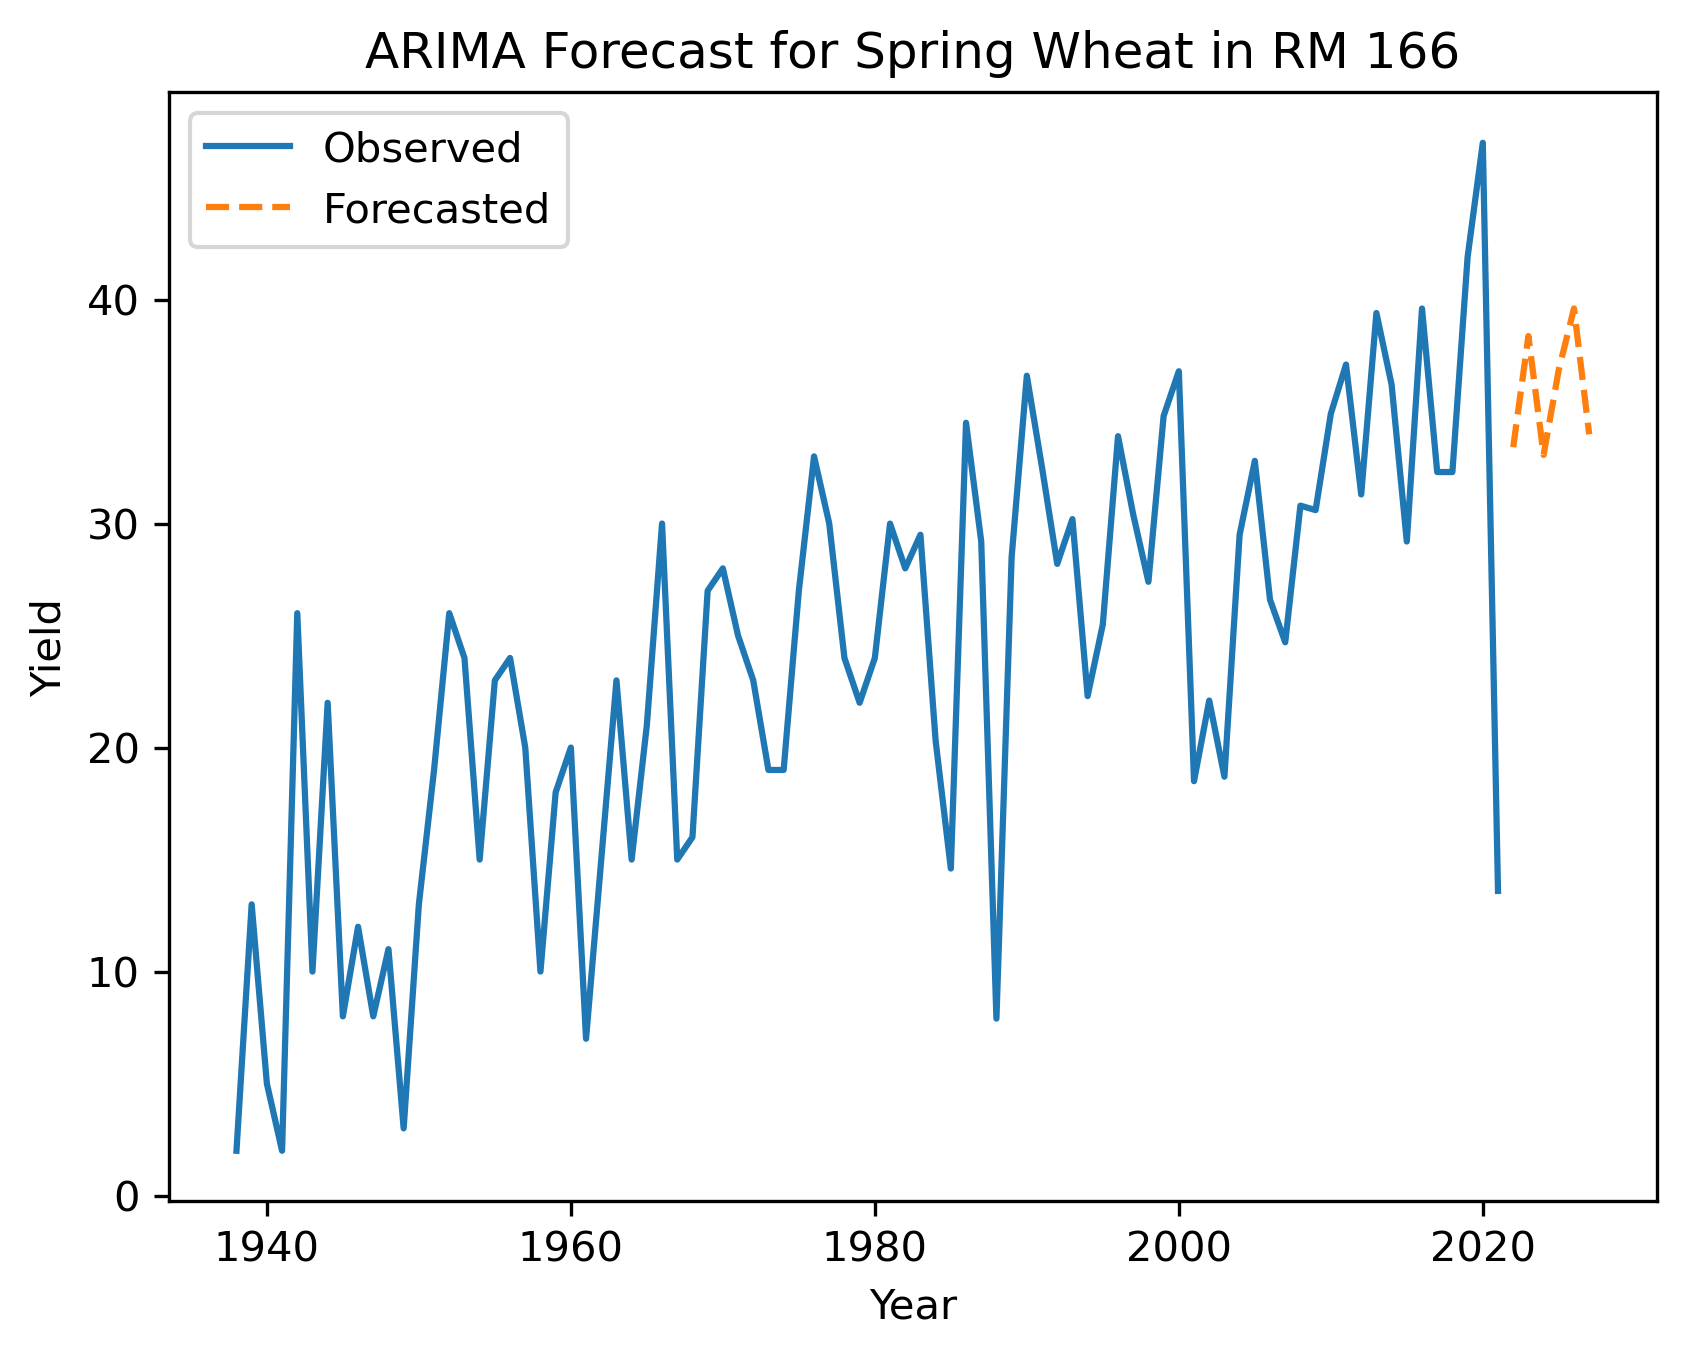 ARIMA Forecast for Spring Wheat in RM 166
Observed
Forecasted
40
30
20
10
0
Yield
1940 1960 1980 2000 2020
Year